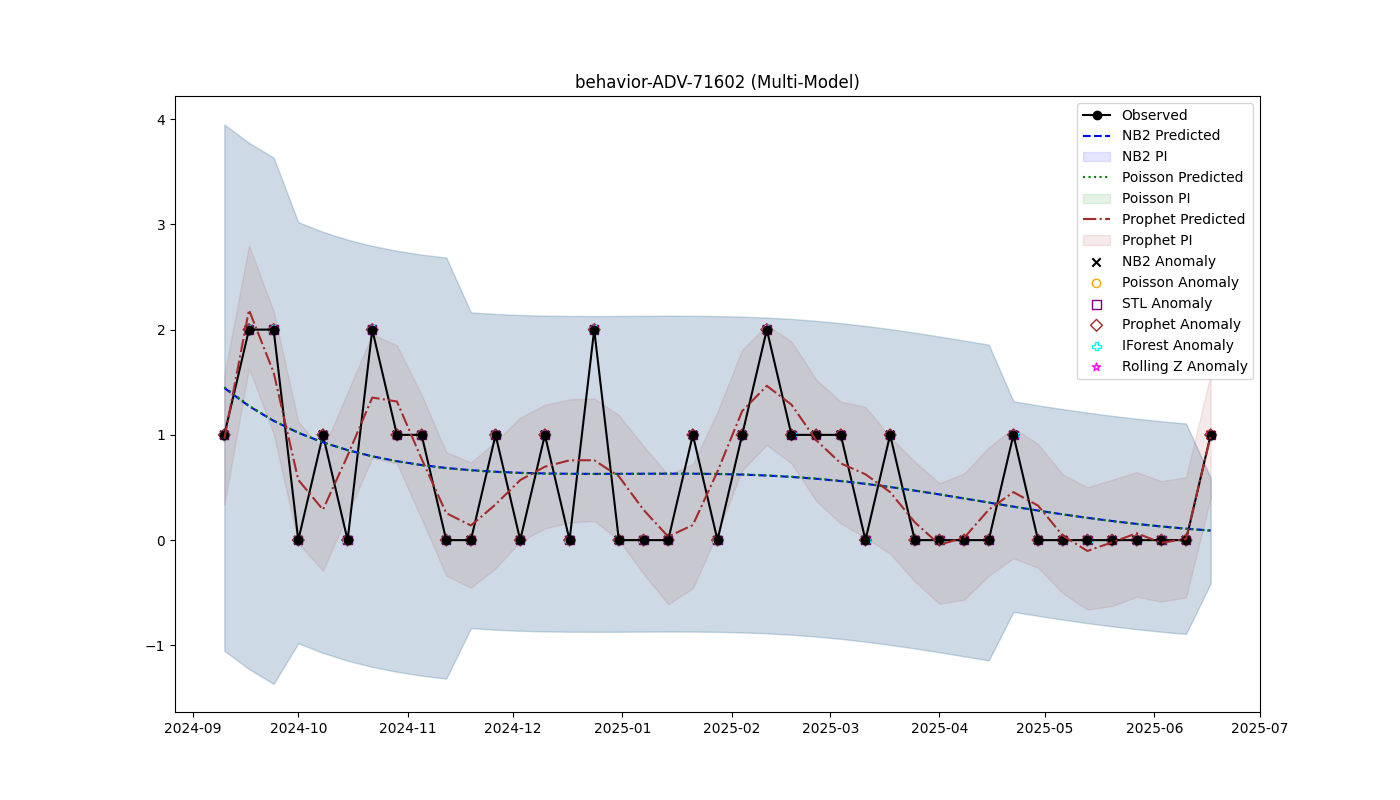 behavior-ADV-71602 (Multi-Model)
4
3
2
1
0
−1
2024-09
2024-10
2024-11
2024-12
2025-01
2025-02
2025-03
2025-04
2025-05
2025-06
2025-07
Observed
NB2 Predicted
NB2 PI
Poisson Predicted
Poisson PI
Prophet Predicted
Prophet PI
NB2 Anomaly
Poisson Anomaly
STL Anomaly
Prophet Anomaly
IForest Anomaly
Rolling Z Anomaly